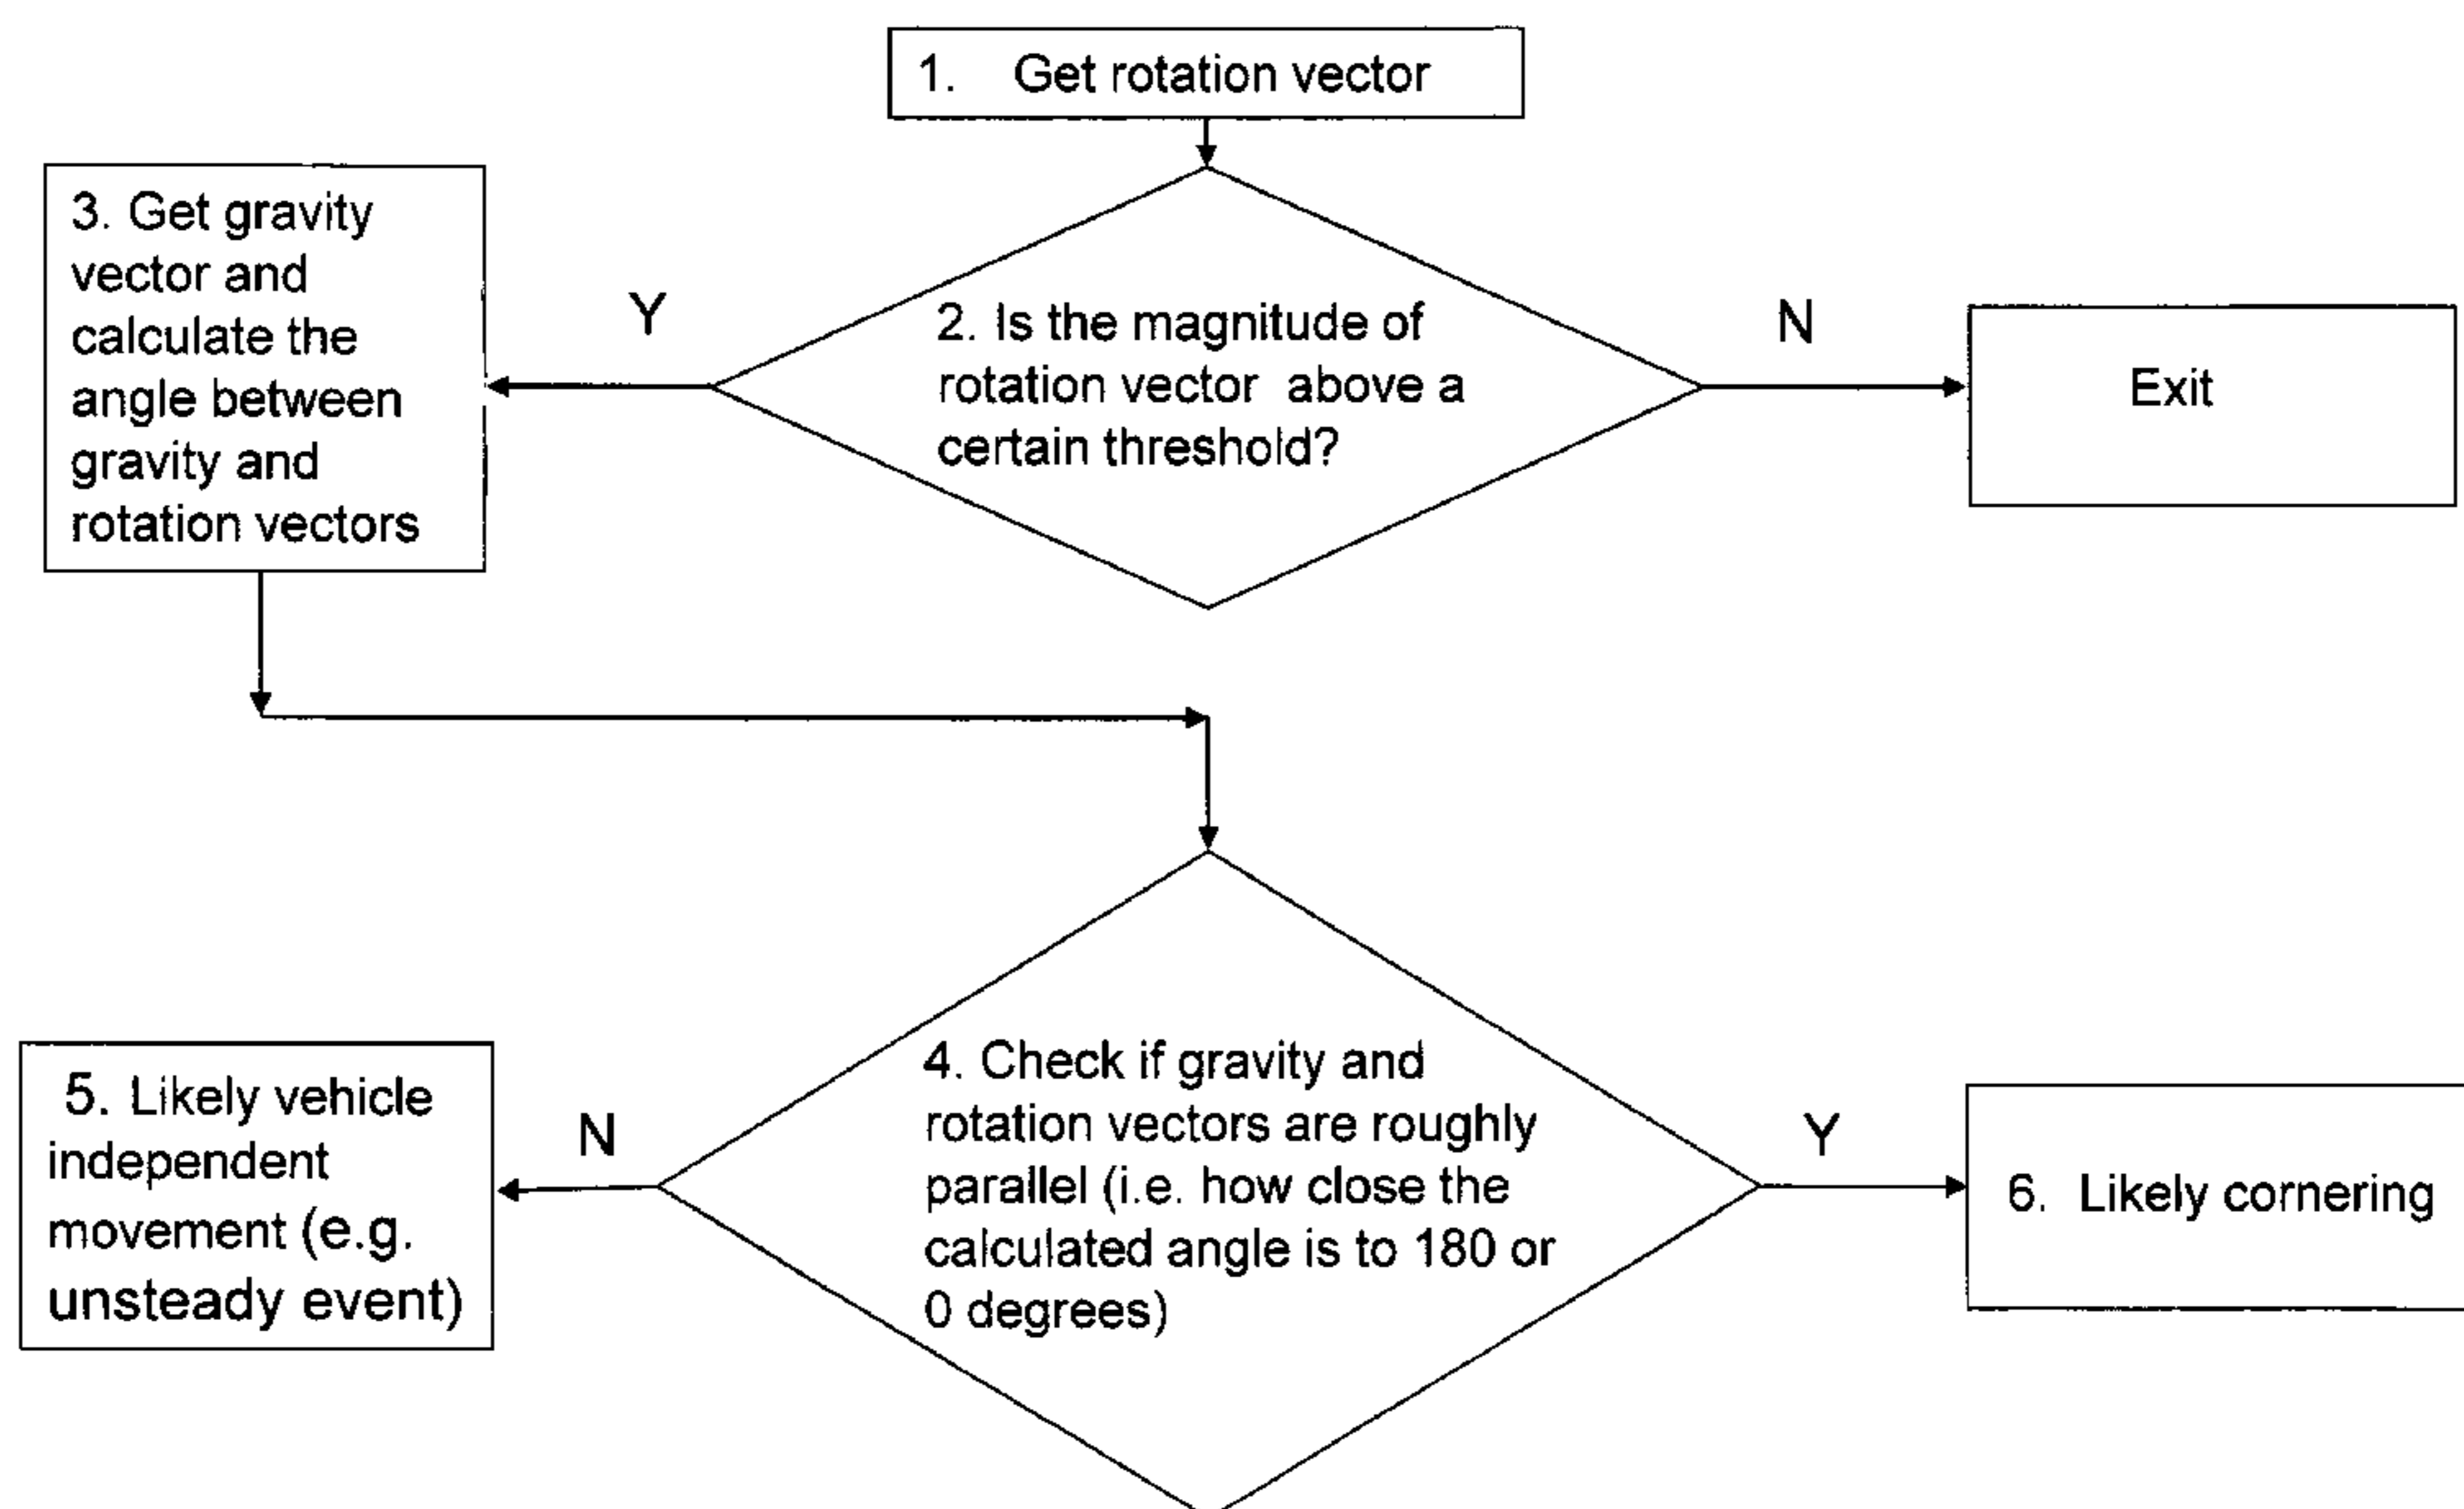 1. Get rotation vector
2. Is the magnitude of
rotation vector above a
certain threshold?
Y
N
3. Get gravity
vector and
calculate the
angle between
gravity and
rotation vectors
Exit
4. Check if gravity and
rotation vectors are roughly
parallel (i.e. how close the
calculated angle is to 180 or
0 degrees)
N
Y
5. Likely vehicle
independent
movement (e.g.
unsteady event)
6. Likely cornering